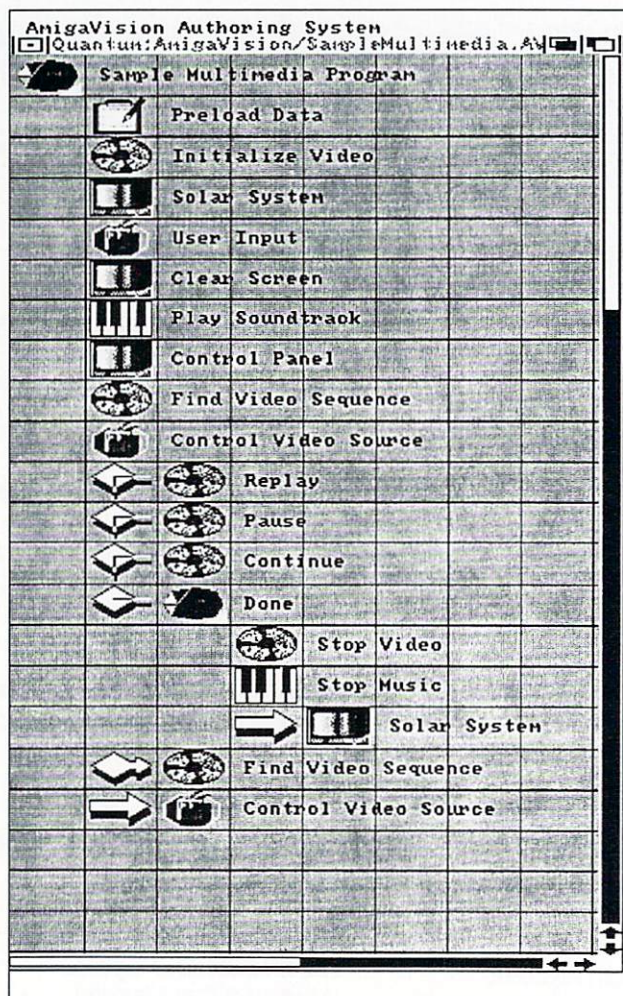 AmigaVision Authoring System
Quantum:AmigaVision/SampleMultimedia.AV
Sample Multimedia Program
Preload Data
Initialize Video
Solar System
User Input
Clear Screen
Play Soundtrack
Control Panel
Find Video Sequence
Control Video Source
Replay
Pause
Continue
Done
Stop Video
Stop Music
Solar System
Find Video Sequence
Control Video Source